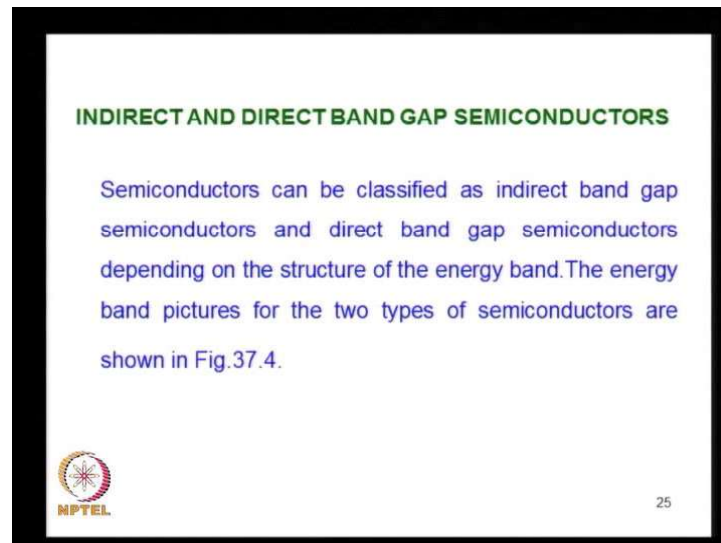 INDIRECT AND DIRECT BAND GAP SEMICONDUCTORS
Semiconductors can be classified as indirect band gap
semiconductors and direct band gap semiconductors
depending on the structure of the energy band.The energy
band pictures for the two types of semiconductors are
shown in Fig.37.4.
NPTEL
25